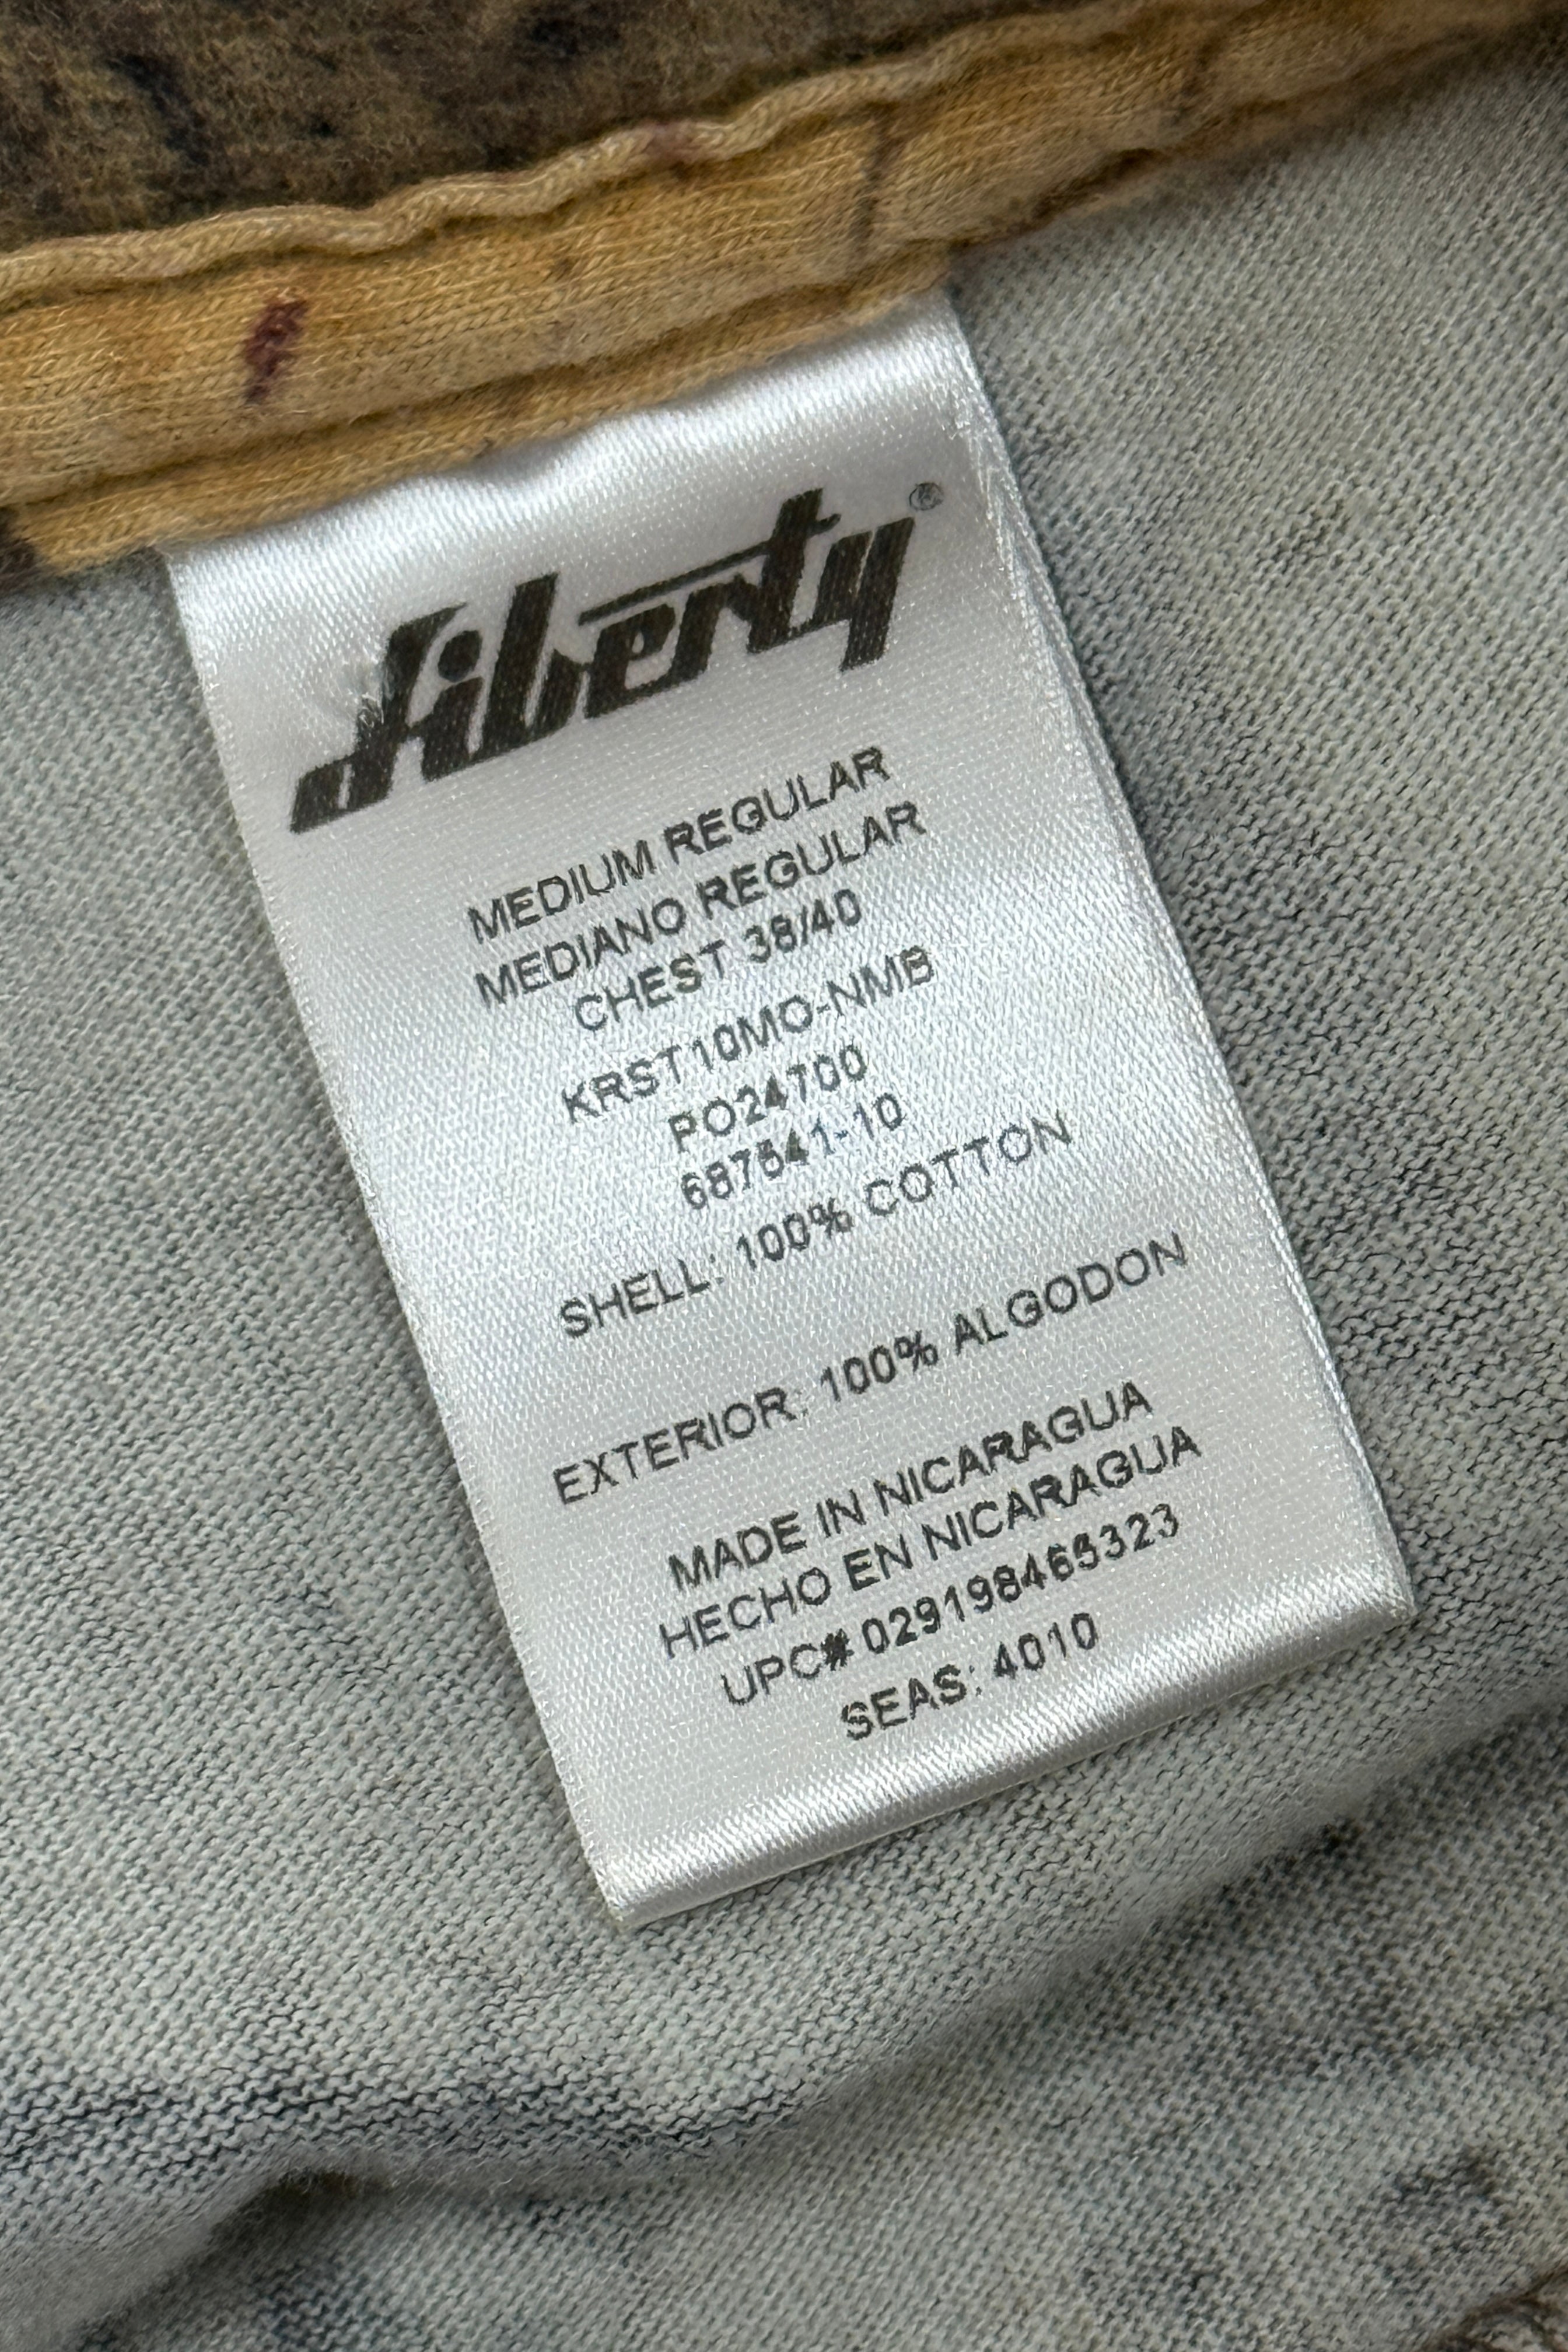 Liberty®
MEDIUM REGULAR
MEDIANO REGULAR
CHEST 38/40
KRST10MO-NMB
PO24700
687541-10
SHELL: 100% COTTON
EXTERIOR: 100% ALGODON
MADE IN NICARAGUA
HECHO EN NICARAGUA
UPC# 029198465323
SEAS: 4010